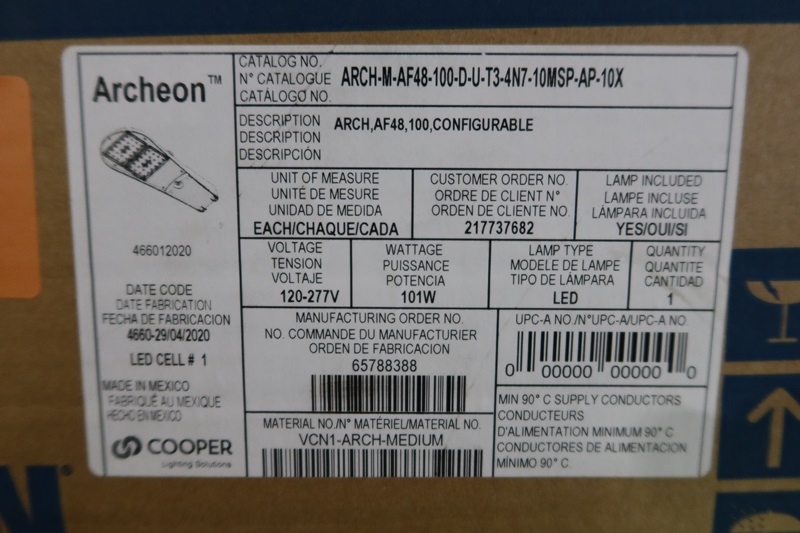 Archeon™
CATALOG NO.
N° CATALOGUE
CATÁLOGO NO.
ARCH-M-AF48-100-D-U-T3-4N7-10MSP-AP-10X
DESCRIPTION
DESCRIPTION
DESCRIPCIÓN
ARCH,AF48,100,CONFIGURABLE
UNIT OF MEASURE
UNITÉ DE MESURE
UNIDAD DE MEDIDA
EACH/CHAQUE/CADA
CUSTOMER ORDER NO.
ORDRE DE CLIENT N°
ORDEN DE CLIENTE NO.
217737682
LAMP INCLUDED
LAMPE INCLUSE
LÁMPARA INCLUIDA
YES/OUI/SI
466012020
VOLTAGE
TENSION
VOLTAJE
120-277V
WATTAGE
PUISSANCE
POTENCIA
101W
LAMP TYPE
MODELE DE LAMPE
TIPO DE LÁMPARA
LED
QUANTITY
QUANTITE
CANTIDAD
1
DATE CODE
DATE FABRICATION
FECHA DE FABRICACION
4660-29/04/2020
LED CELL # 1
MANUFACTURING ORDER NO.
NO. COMMANDE DU MANUFACTURIER
ORDEN DE FABRICACION
65788388
UPC-A NO./N°UPC-A/UPC-A NO.
0 00000 00000 0
MADE IN MEXICO
FABRIQUÉ AU MEXIQUE
HECHO EN MÉXICO
COOPER
Lighting Solutions
MATERIAL NO./N° MATÉRIEL/MATERIAL NO.
VCN1-ARCH-MEDIUM
MIN 90° C SUPPLY CONDUCTORS
CONDUCTEURS
D'ALIMENTATION MINIMUM 90° C
CONDUCTORES DE ALIMENTACION
MÍNIMO 90° C.